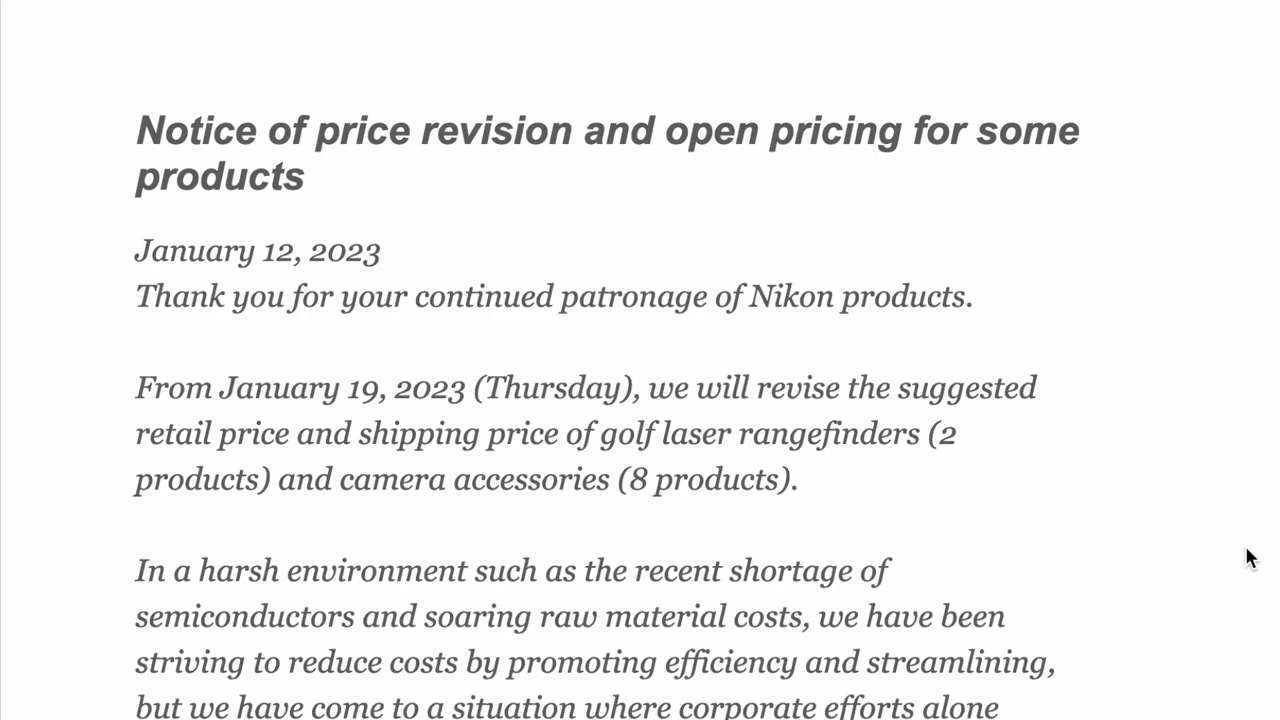 Notice of price revision and open pricing for some
products
January 12, 2023
Thank you for your continued patronage of Nikon products.
From January 19, 2023 (Thursday), we will revise the suggested
retail price and shipping price of golf laser rangefinders (2
products) and camera accessories (8 products).
In a harsh environment such as the recent shortage of
semiconductors and soaring raw material costs, we have been
striving to reduce costs by promoting efficiency and streamlining,
but we have come to a situation where corporate efforts alone